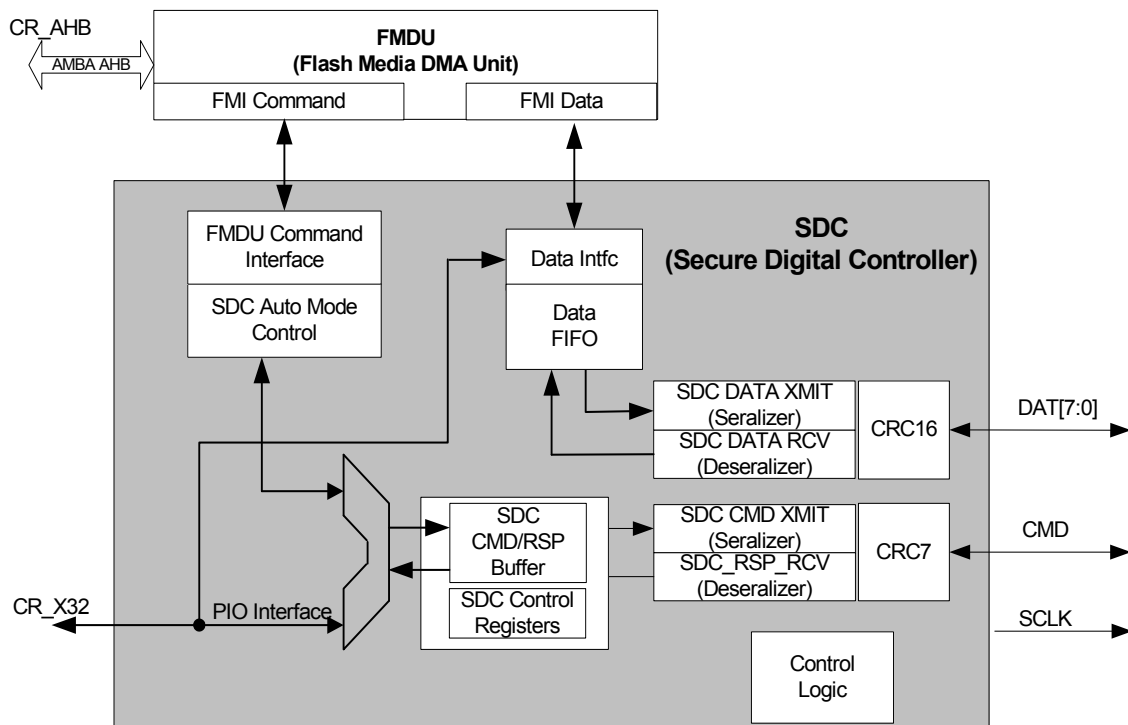 CR_AHB
AMBA AHB
FMDU
(Flash Media DMA Unit)
FMI Command
FMI Data
SDC
(Secure Digital Controller)
FMDU Command
Interface
SDC Auto Mode
Control
Data Intfc
Data
FIFO
SDC DATA XMIT
(Seralizer)
SDC DATA RCV
(Deseralizer)
CRC16
DAT[7:0]
SDC
CMD/RSP
Buffer
SDC Control
Registers
SDC CMD XMIT
(Seralizer)
SDC_RSP_RCV
(Deseralizer)
CRC7
CMD
CR_X32
PIO Interface
SCLK
Control
Logic